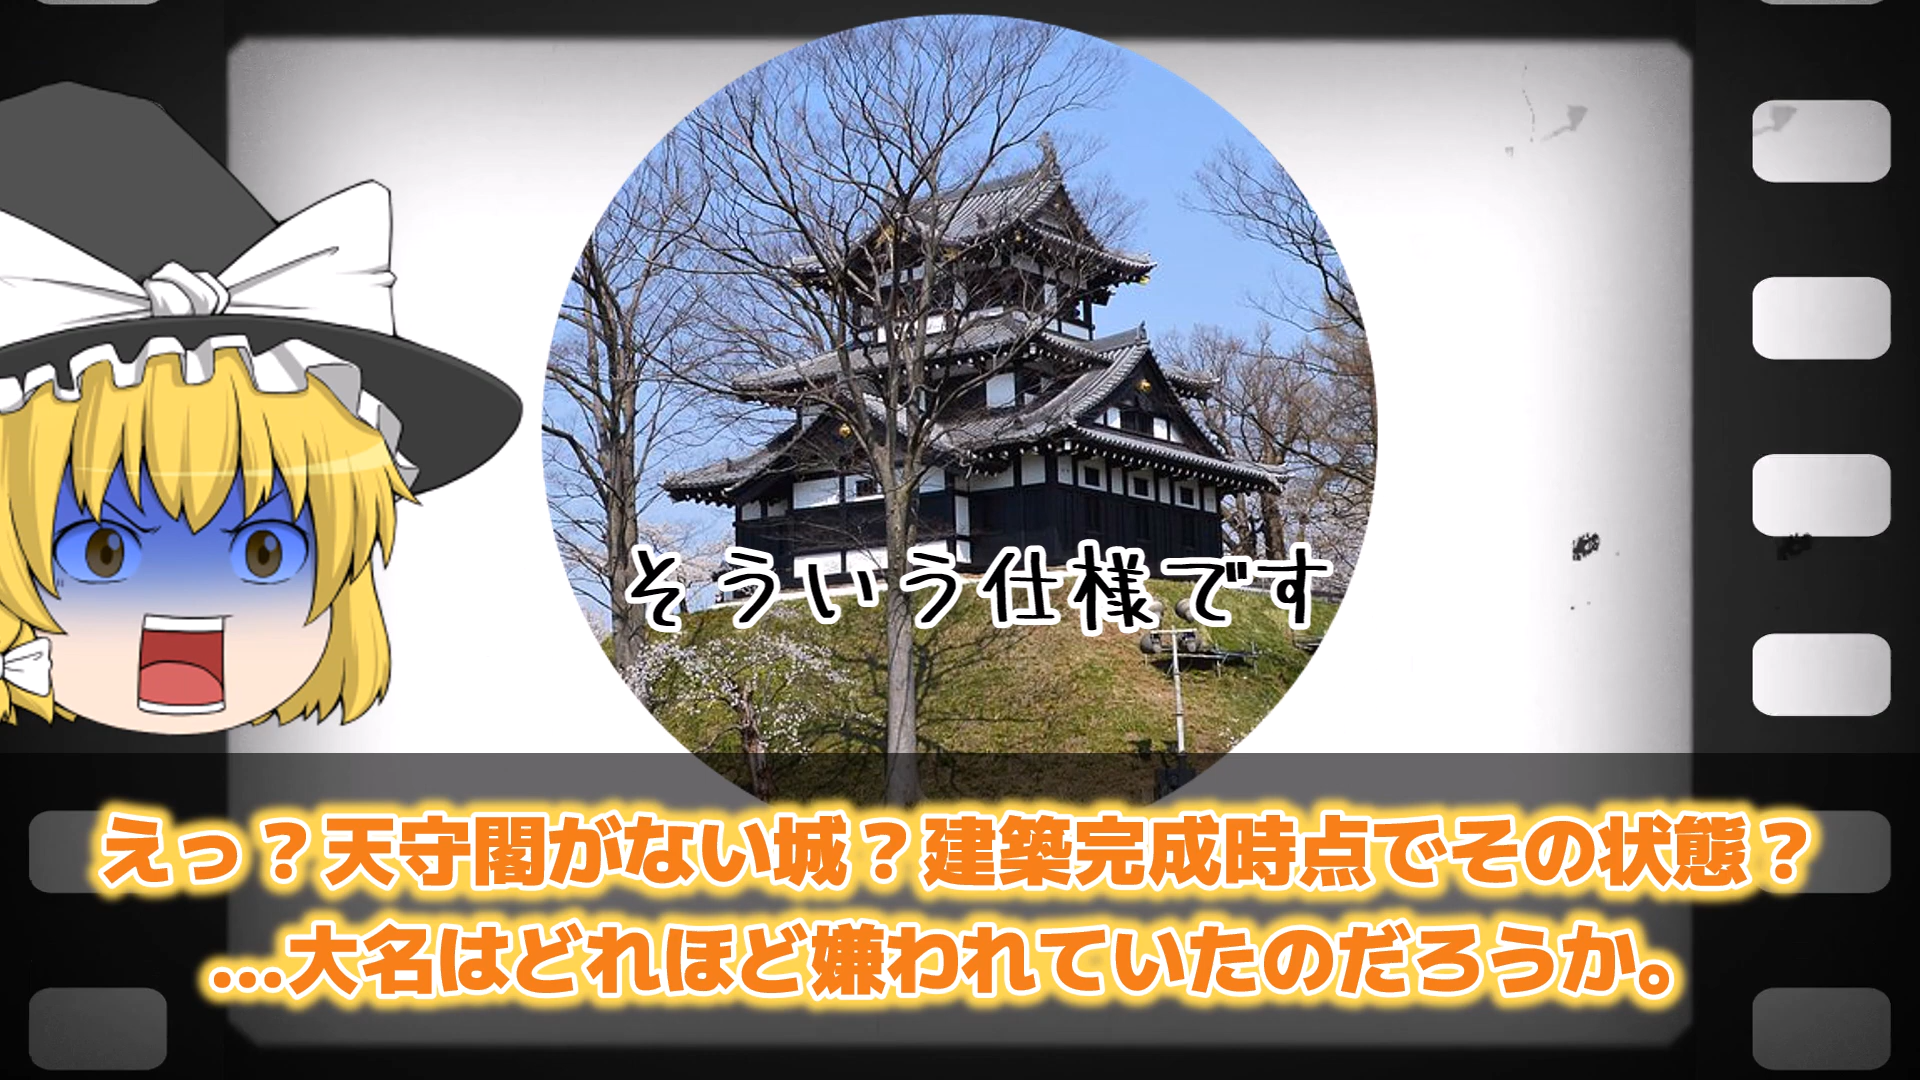 そういう仕様です
えっ？天守閣がない城？建築完成時点でその状態？
…大名はどれほど嫌われていたのだろうか。